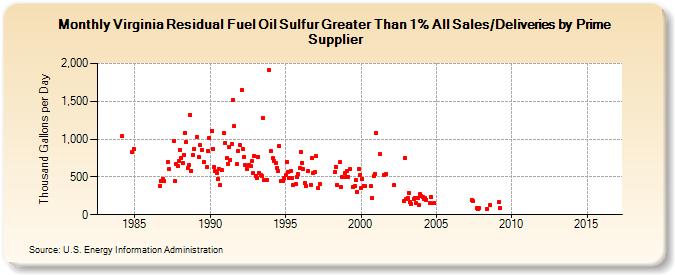 Monthly Virginia Residual Fuel Oil Sulfur Greater Than 1% All Sales/Deliveries by Prime
Supplier
Thousand Gallons per Day
2,000
1,500
1,000
500
0
1985 1990 1995 2000 2005 2010 2015
Source: U.S. Energy Information Administration